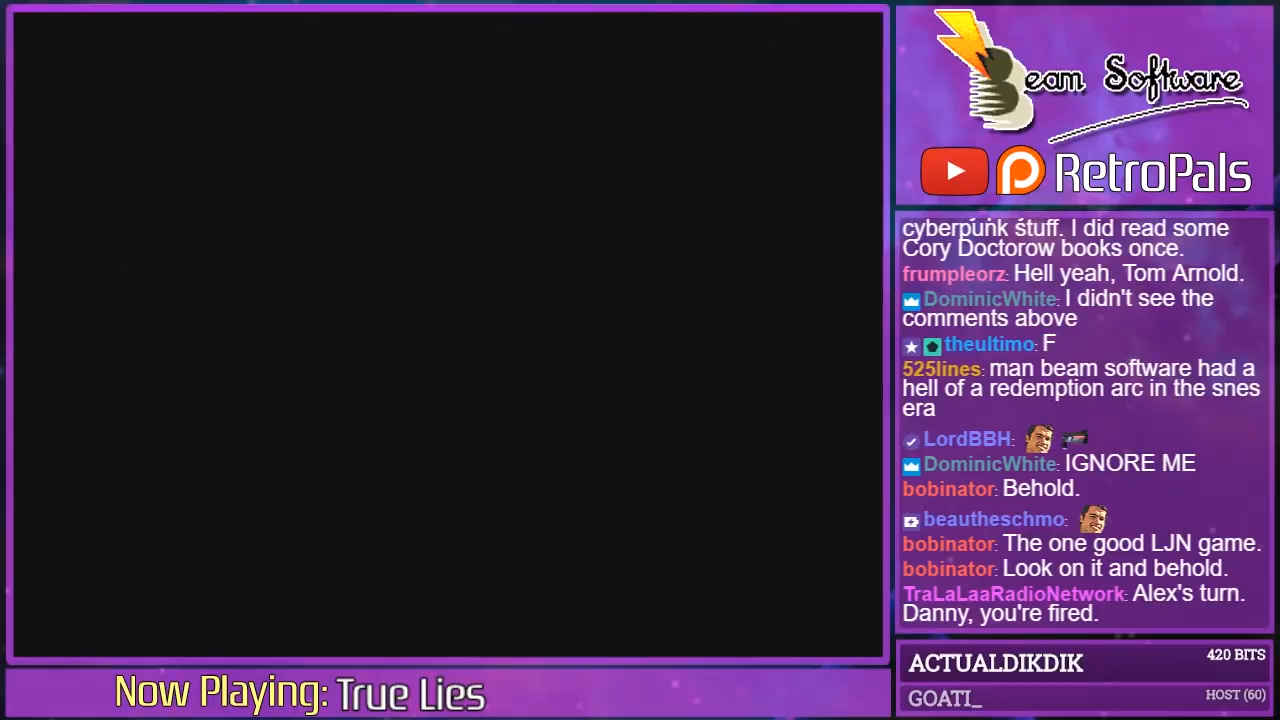 Beam Software
RetroPals
cyberpunk stuff. I did read some
Cory Doctorow books once.
frumpleorz: Hell yeah, Tom Arnold.
DominicWhite: I didn't see the
comments above
theultimo: F
525lines: man beam software had a
hell of a redemption arc in the snes
era
LordBBH:
DominicWhite: IGNORE ME
bobinator: Behold.
beautheschmo:
bobinator: The one good LJN game.
bobinator: Look on it and behold.
TraLaLaaRadioNetwork: Alex's turn.
Danny, you're fired.
ACTUALDIKDIK 420 BITS
GOATI_ HOST (60)
Now Playing: True Lies